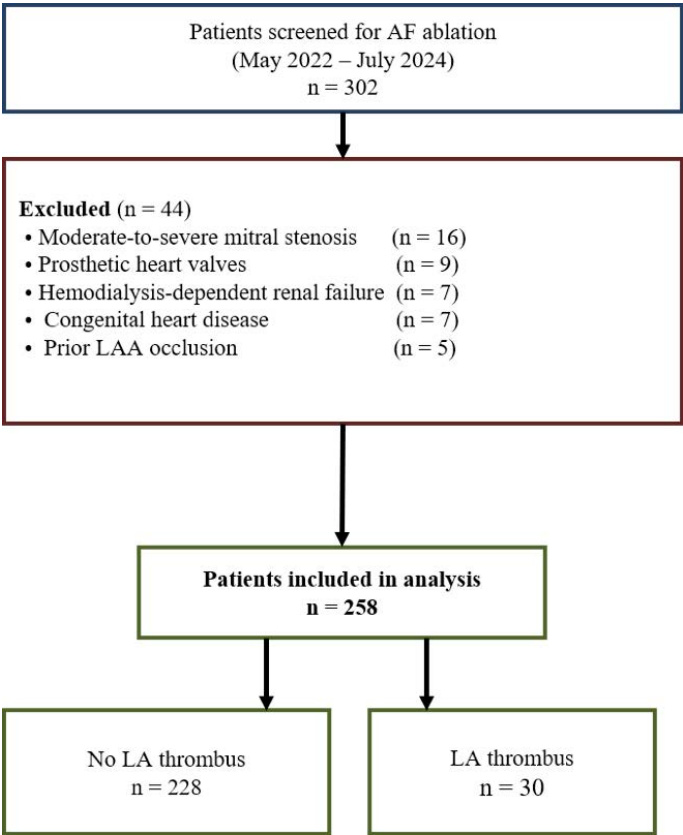 Patients screened for AF ablation
(May 2022 – July 2024)
n = 302
Excluded (n = 44)
• Moderate-to-severe mitral stenosis (n = 16)
• Prosthetic heart valves (n = 9)
• Hemodialysis-dependent renal failure (n = 7)
• Congenital heart disease (n = 7)
• Prior LAA occlusion (n = 5)
Patients included in analysis
n = 258
No LA thrombus
n = 228
LA thrombus
n = 30